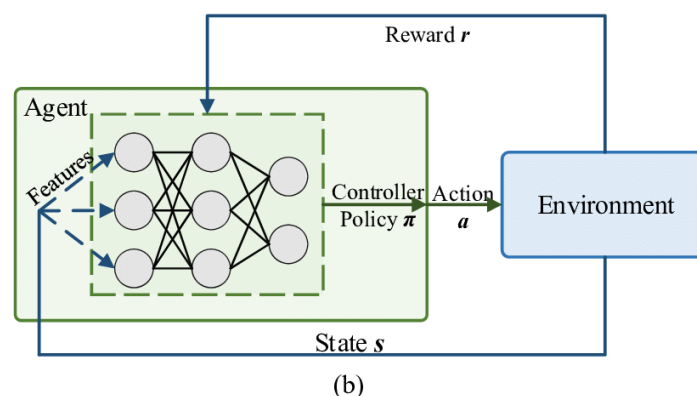 Reward r
Agent
Features
Controller
Policy π
Action
a
Environment
State s
(b)